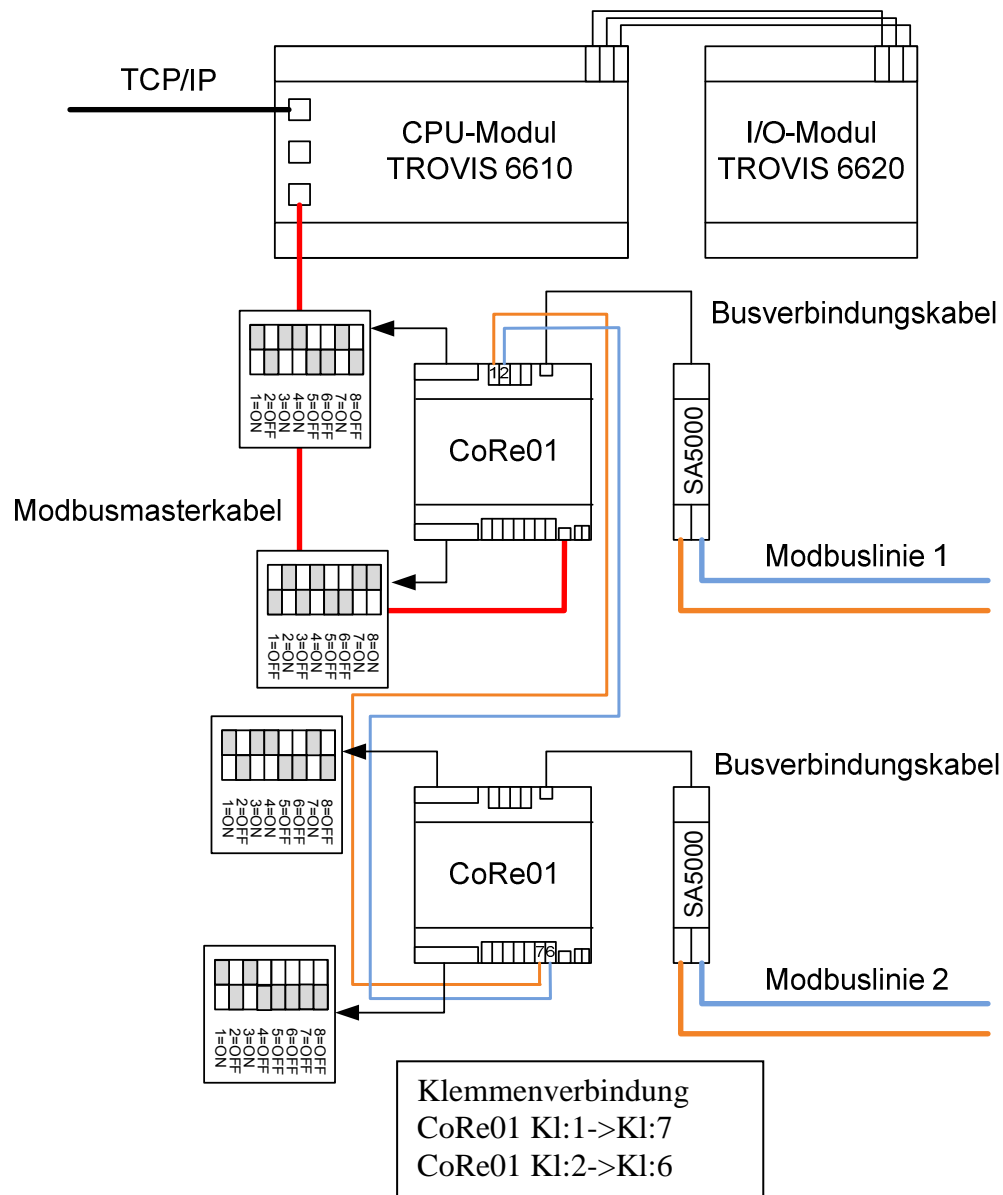 TCP/IP
CPU-Modul
TROVIS 6610
I/O-Modul
TROVIS 6620
Busverbindungskabel
1=ON
2=OFF
3=ON
4=ON
5=OFF
6=OFF
7=ON
8=OFF
12
CoRe01
SA5000
Modbusmasterkabel
Modbuslinie 1
1=OFF
2=ON
3=OFF
4=ON
5=OFF
6=OFF
7=ON
8=ON
Busverbindungskabel
1=ON
2=OFF
3=ON
4=ON
5=OFF
6=OFF
7=ON
8=OFF
CoRe01
SA5000
76
Modbuslinie 2
1=ON
2=OFF
3=ON
4=OFF
5=OFF
6=OFF
7=OFF
8=OFF
Klemmenverbindung
CoRe01 Kl:1->Kl:7
CoRe01 Kl:2->Kl:6